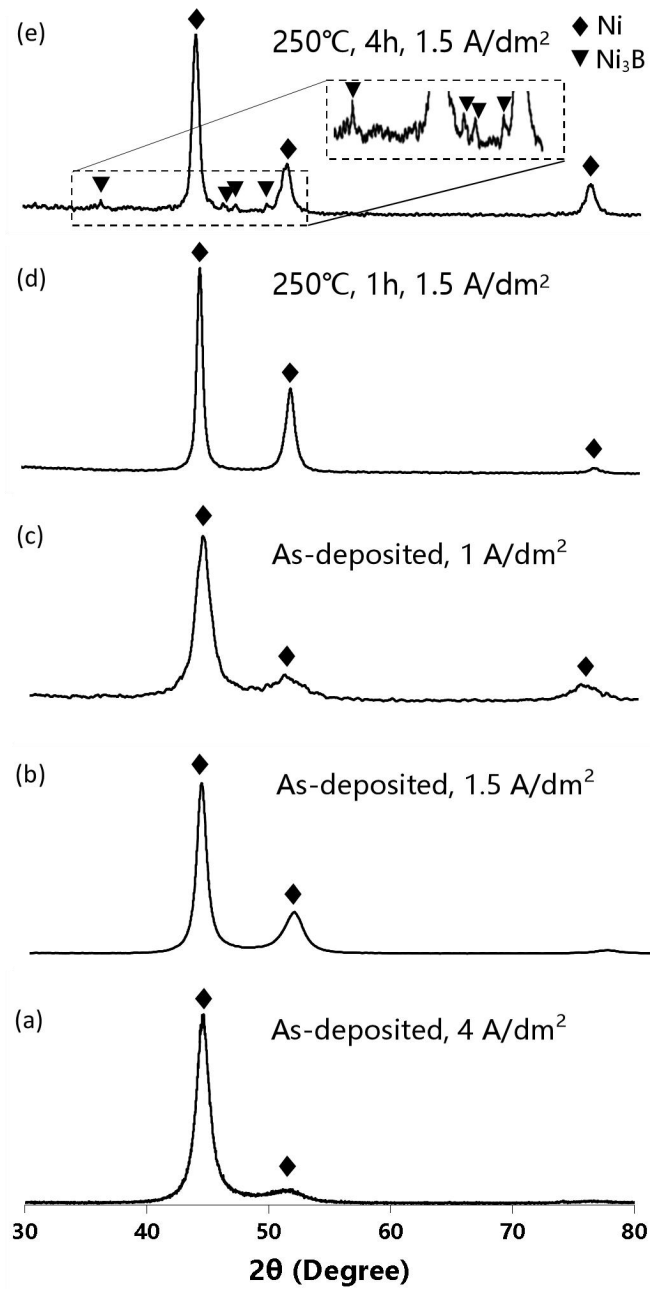 (e)
250℃, 4h, 1.5 A/dm²
◆ Ni
▼ Ni₃B
(d)
250℃, 1h, 1.5 A/dm²
(c)
As-deposited, 1 A/dm²
(b)
As-deposited, 1.5 A/dm²
(a)
As-deposited, 4 A/dm²
30 40 50 60 70 80
2θ (Degree)